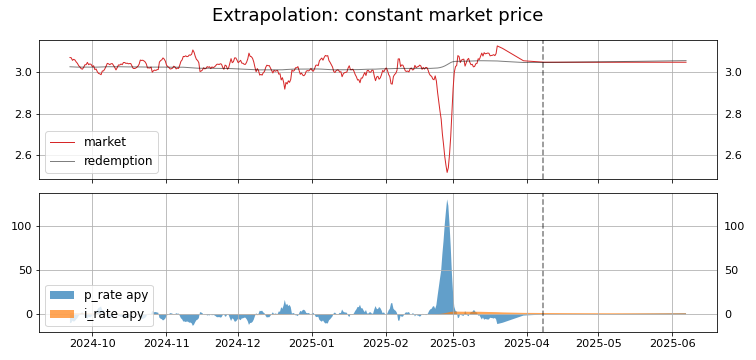 Extrapolation: constant market price
3.0 3.0
2.8 2.8
2.6 2.6
market
redemption
100 100
50 50
0 0
p_rate apy
i_rate apy
2024-10 2024-11 2024-12 2025-01 2025-02 2025-03 2025-04 2025-05 2025-06